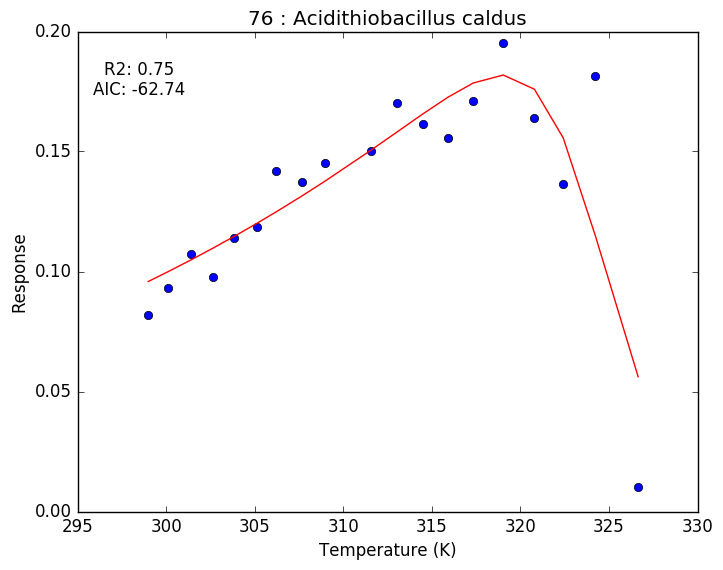 76 : Acidithiobacillus caldus
R2: 0.75
AIC: -62.74
Response
0.20
0.15
0.10
0.05
0.00
295 300 305 310 315 320 325 330
Temperature (K)